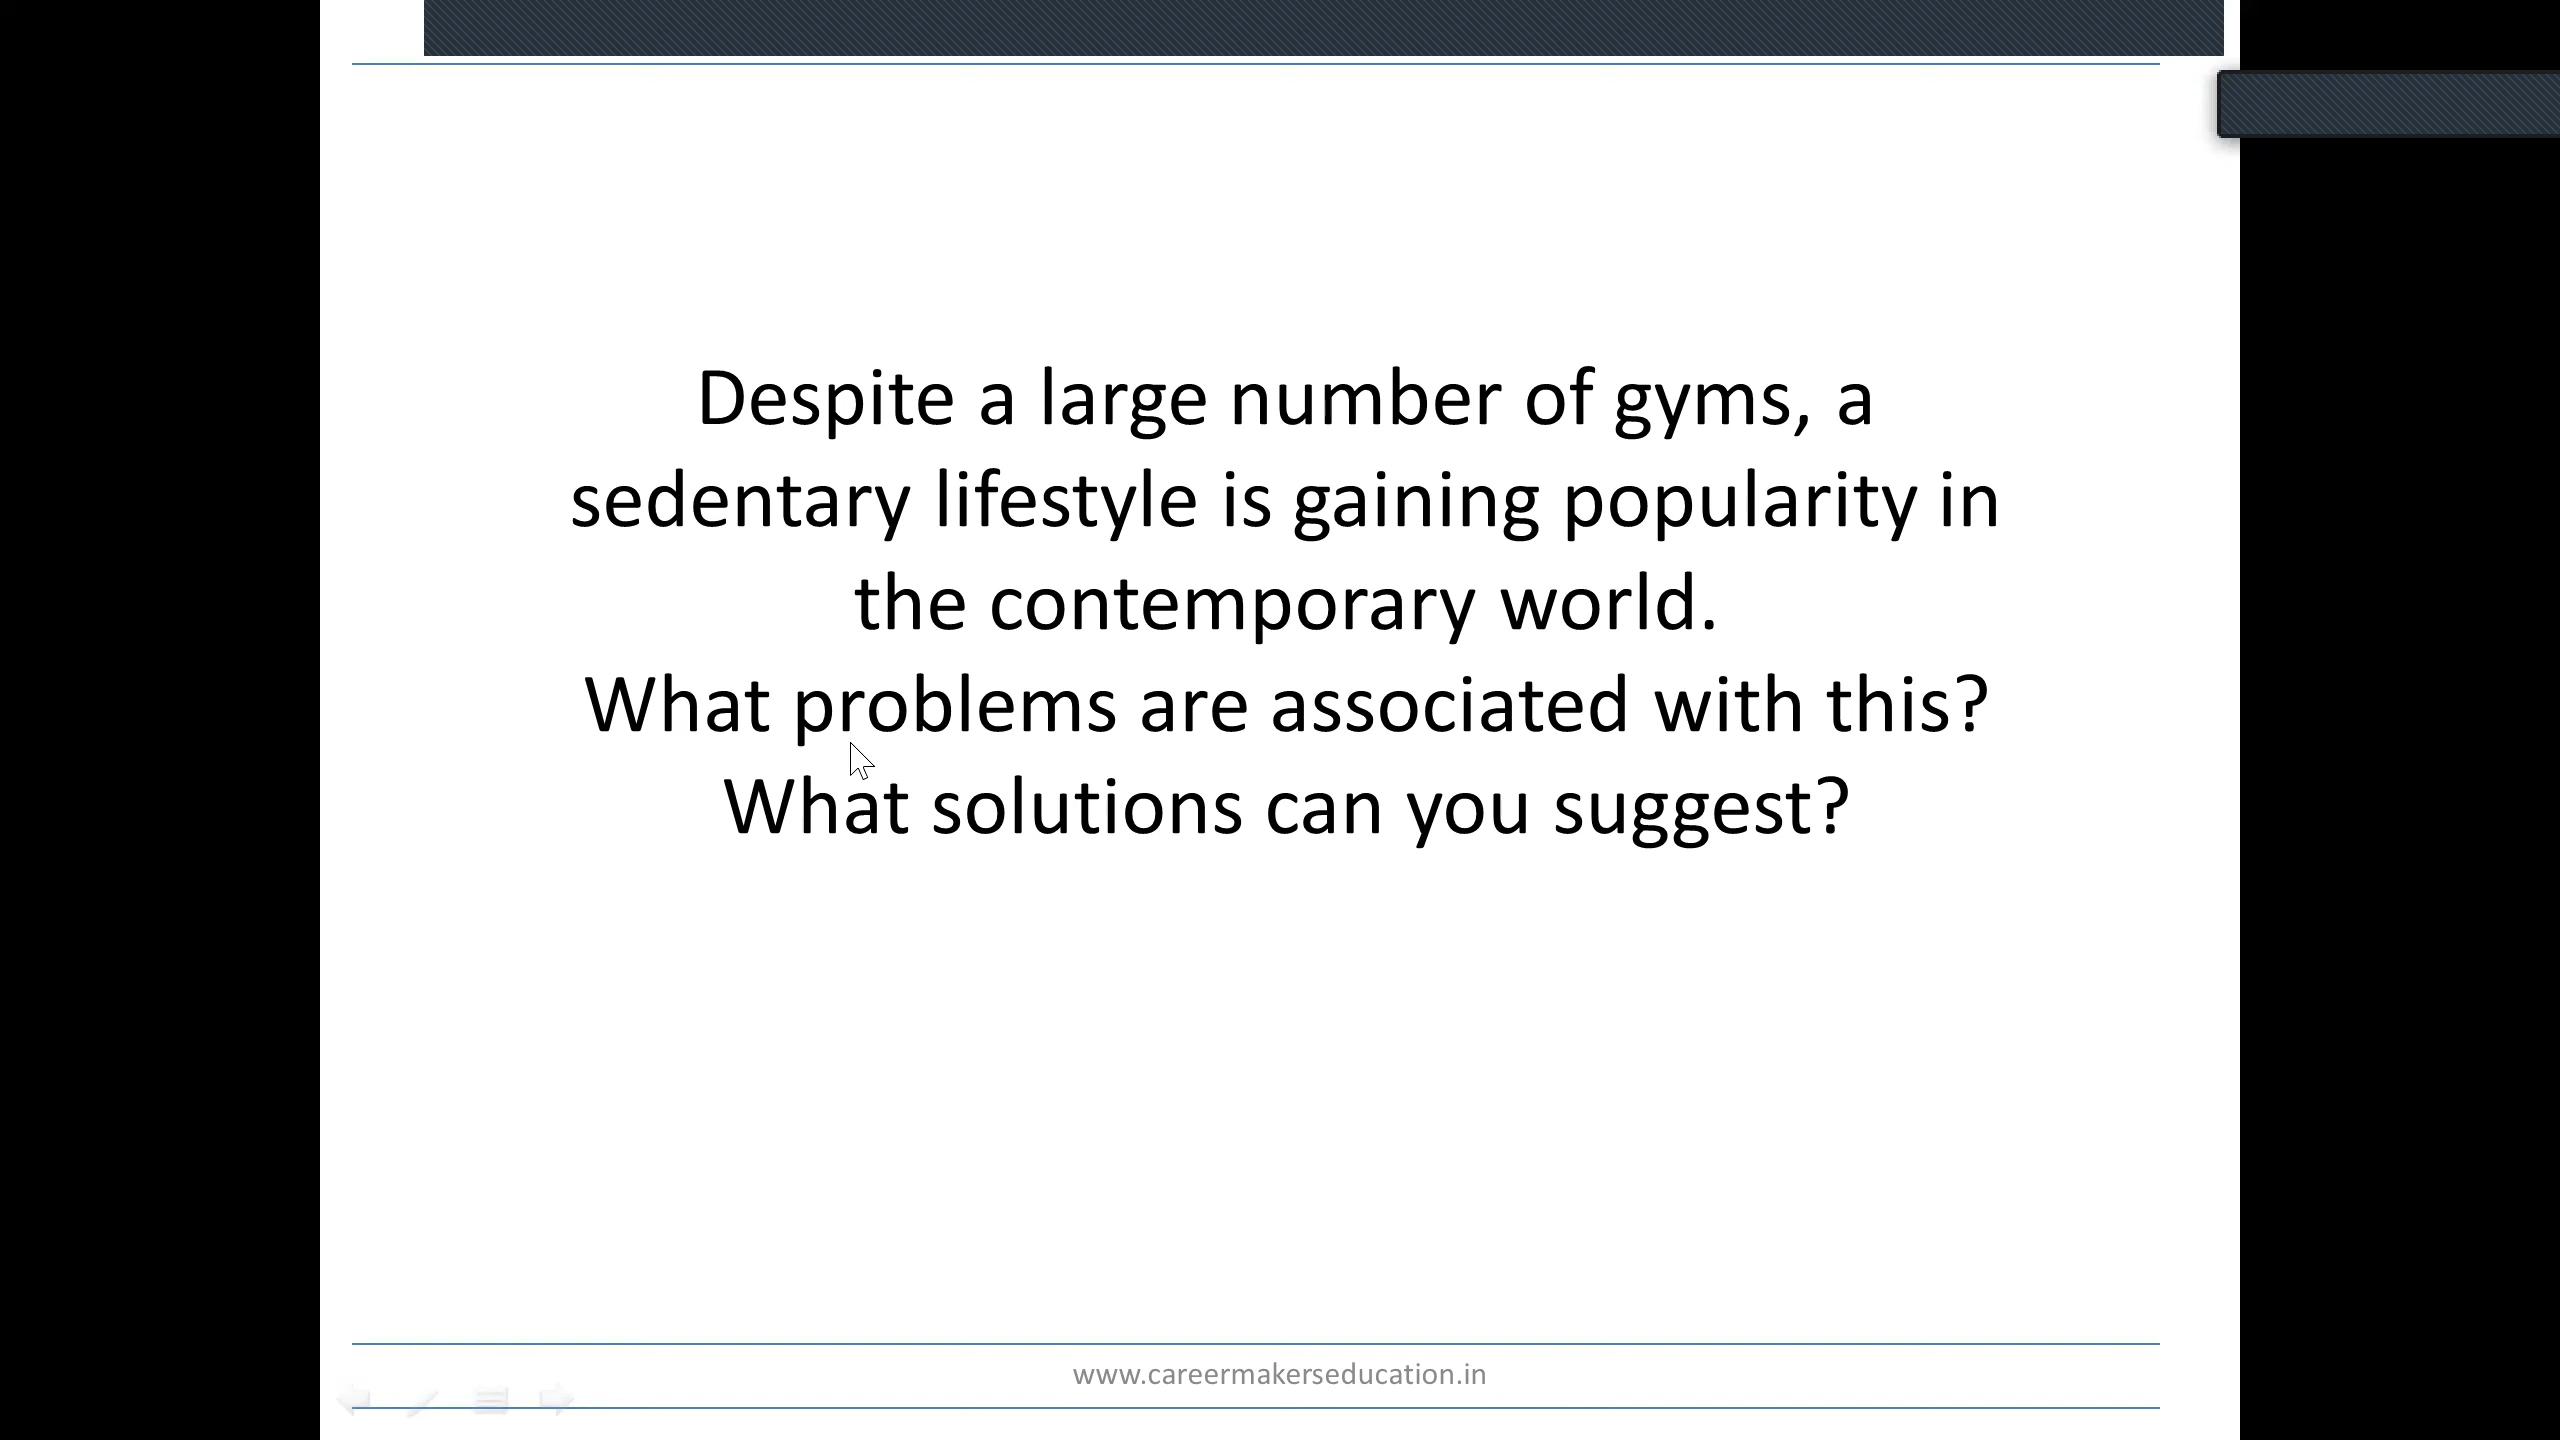 Despite a large number of gyms, a
sedentary lifestyle is gaining popularity in
the contemporary world.
What problems are associated with this?
What solutions can you suggest?
www.careermakerseducation.in